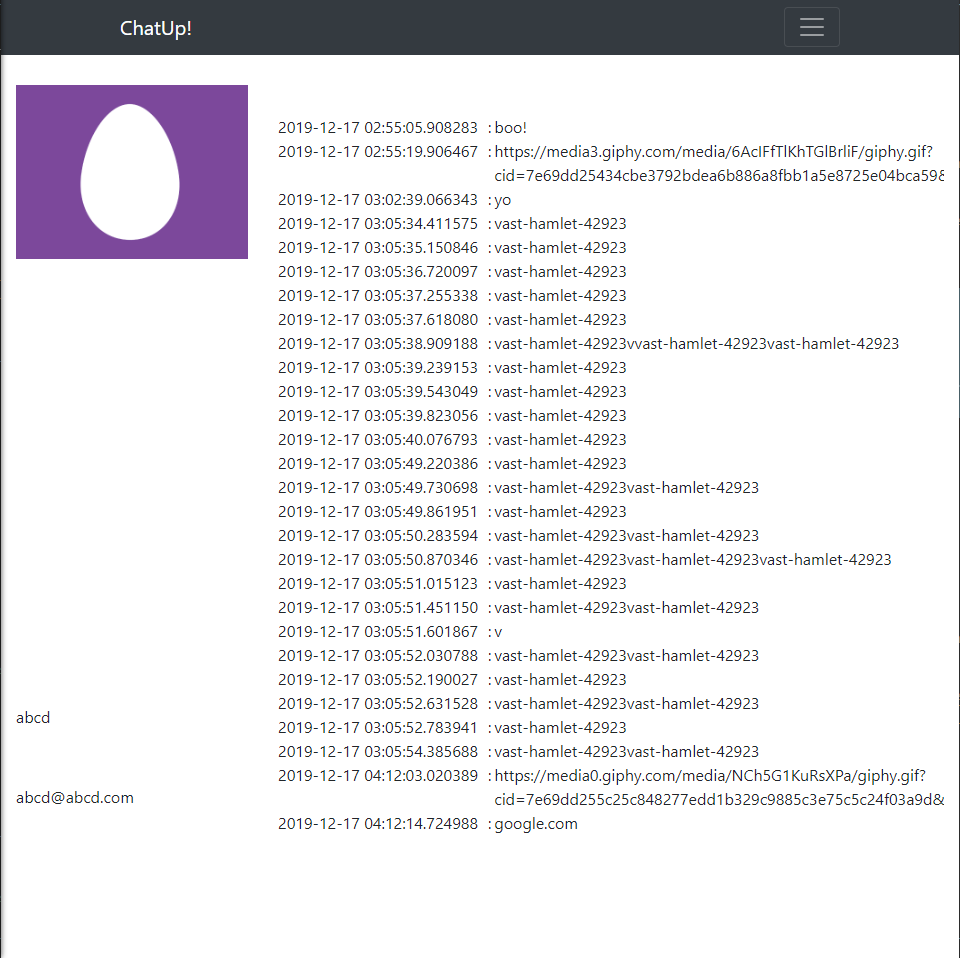 ChatUp!
2019-12-17 02:55:05.908283 : boo!
2019-12-17 02:55:19.906467 : https://media3.giphy.com/media/6AcIFfTlKhTGlBrliF/giphy.gif?
cid=7e69dd25434cbe3792bdea6b886a8fbb1a5e8725e04bca59&
2019-12-17 03:02:39.066343 : yo
2019-12-17 03:05:34.411575 : vast-hamlet-42923
2019-12-17 03:05:35.150846 : vast-hamlet-42923
2019-12-17 03:05:36.720097 : vast-hamlet-42923
2019-12-17 03:05:37.255338 : vast-hamlet-42923
2019-12-17 03:05:37.618080 : vast-hamlet-42923
2019-12-17 03:05:38.909188 : vast-hamlet-42923vvast-hamlet-42923vast-hamlet-42923
2019-12-17 03:05:39.239153 : vast-hamlet-42923
2019-12-17 03:05:39.543049 : vast-hamlet-42923
2019-12-17 03:05:39.823056 : vast-hamlet-42923
2019-12-17 03:05:40.076793 : vast-hamlet-42923
2019-12-17 03:05:49.220386 : vast-hamlet-42923
2019-12-17 03:05:49.730698 : vast-hamlet-42923vast-hamlet-42923
2019-12-17 03:05:49.861951 : vast-hamlet-42923
2019-12-17 03:05:50.283594 : vast-hamlet-42923vast-hamlet-42923
2019-12-17 03:05:50.870346 : vast-hamlet-42923vast-hamlet-42923vast-hamlet-42923
2019-12-17 03:05:51.015123 : vast-hamlet-42923
2019-12-17 03:05:51.451150 : vast-hamlet-42923vast-hamlet-42923
2019-12-17 03:05:51.601867 : v
2019-12-17 03:05:52.030788 : vast-hamlet-42923vast-hamlet-42923
2019-12-17 03:05:52.190027 : vast-hamlet-42923
2019-12-17 03:05:52.631528 : vast-hamlet-42923vast-hamlet-42923
2019-12-17 03:05:52.783941 : vast-hamlet-42923
2019-12-17 03:05:54.385688 : vast-hamlet-42923vast-hamlet-42923
2019-12-17 04:12:03.020389 : https://media0.giphy.com/media/NCh5G1KuRsXPa/giphy.gif?
cid=7e69dd255c25c848277edd1b329c9885c3e75c5c24f03a9d&
2019-12-17 04:12:14.724988 : google.com
abcd
abcd@abcd.com